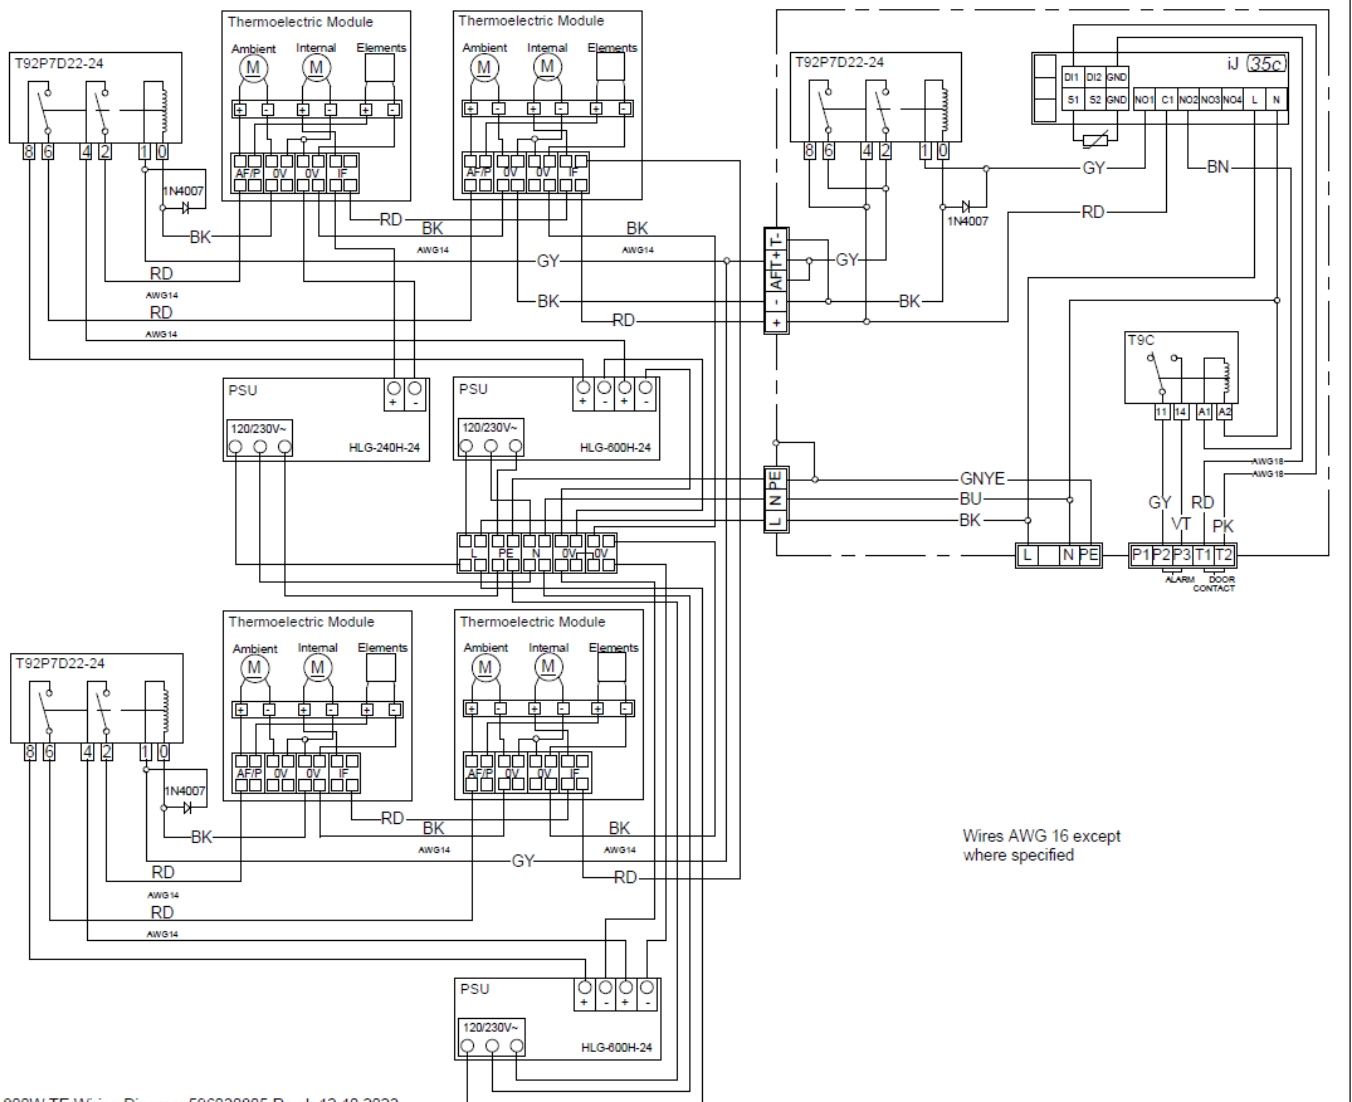 Thermoelectric Module
Ambient Internal Elements
M M
+ - + - + -
AF/P 0V 0V IF
Thermoelectric Module
Ambient Internal Elements
M M
+ - + - + -
AF/P 0V 0V IF
T92P7D22-24
8 6 4 2 1 0
1N4007
BK
RD
AWG14
RD
AWG14
RD
BK
AWG14
BK
AWG14
GY
BK
RD
T92P7D22-24
8 6 4 2 1 0
1N4007
iJ 35c
DI1 DI2 GND
S1 S2 GND NO1 C1 NO2 NO3 NO4 L N
GY
BN
RD
T-
T+
AF
-
+
GY
BK
PSU
+ -
120/230V~
HLG-240H-24
PSU
+ - + -
120/230V~
HLG-600H-24
T9C
11 14 A1 A2
AWG18
AWG18
PE
N
L
GNYE
BU
BK
GY
VT
RD
PK
L N PE
P1 P2 P3 T1 T2
ALARM
DOOR
CONTACT
L PE N 0V 0V
Thermoelectric Module
Ambient Internal Elements
M M
+ - + - + -
AF/P 0V 0V IF
Thermoelectric Module
Ambient Internal Elements
M M
+ - + - + -
AF/P 0V 0V IF
T92P7D22-24
8 6 4 2 1 0
1N4007
BK
RD
AWG14
RD
AWG14
RD
BK
AWG14
BK
AWG14
GY
RD
Wires AWG 16 except
where specified
PSU
+ - + -
120/230V~
HLG-600H-24